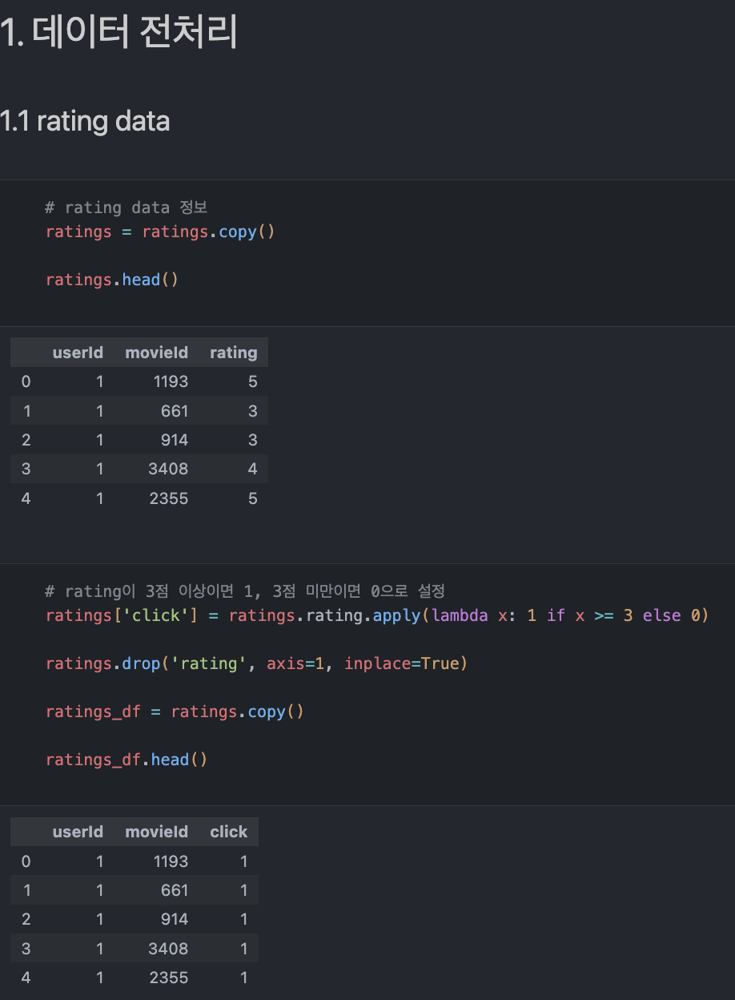 1. 데이터 전처리
1.1 rating data
# rating data 정보
ratings = ratings.copy()
ratings.head()
userId movieId rating
0 1 1193 5
1 1 661 3
2 1 914 3
3 1 3408 4
4 1 2355 5
# rating이 3점 이상이면 1, 3점 미만이면 0으로 설정
ratings['click'] = ratings.rating.apply(lambda x: 1 if x >= 3 else 0)
ratings.drop('rating', axis=1, inplace=True)
ratings_df = ratings.copy()
ratings_df.head()
userId movieId click
0 1 1193 1
1 1 661 1
2 1 914 1
3 1 3408 1
4 1 2355 1